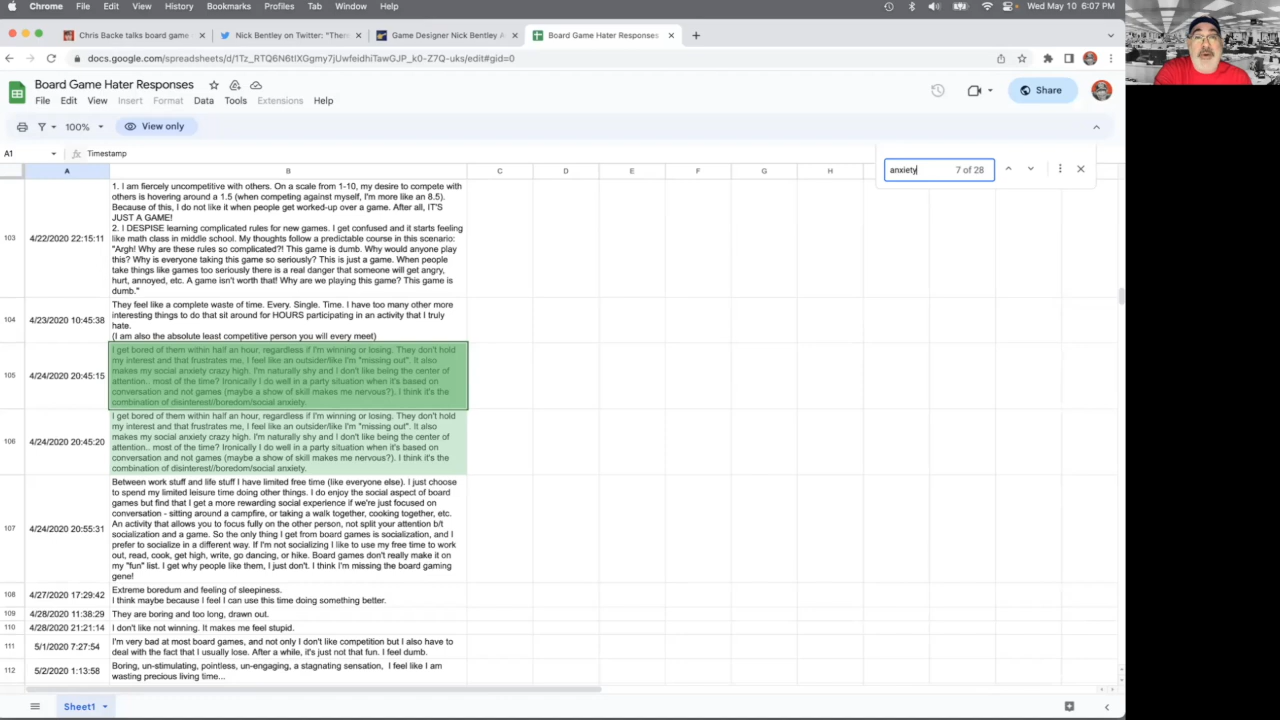 Chrome File Edit View History Bookmarks Profiles Tab Window Help Wed May 10 6:07 PM
Chris Backe talks board game
Nick Bentley on Twitter: "Ther
Game Designer Nick Bentley A
Board Game Hater Responses
docs.google.com/spreadsheets/d/1Tz_RTQ6N6tIXGgmy7jUwfeidhiTawGJP_k0-Z7Q-uks/edit#gid=0
Board Game Hater Responses
File Edit View Insert Format Data Tools Extensions Help
Share
100% View only
A1 fx Timestamp
anxiety 7 of 28
A B C D E F G H
103 4/22/2020 22:15:11
1. I am fiercely uncompetitive with others. On a scale from 1-10, my desire to compete with
others is hovering around a 1.5 (when competing against myself, I'm more like an 8.5).
Because of this, I do not like it when people get worked-up over a game. After all, IT'S
JUST A GAME!
2. I DESPISE learning complicated rules for new games. I get confused and it starts feeling
like math class in middle school. My thoughts follow a predictable course in this scenario:
"Argh! Why are these rules so complicated?! This game is dumb. Why would anyone play
this? Why is everyone taking this game so seriously? This is just a game. When people
take things like games too seriously there is a real danger that someone will get angry,
hurt, annoyed, etc. A game isn't worth that! Why are we playing this game? This game is
dumb."
104 4/23/2020 10:45:38
They feel like a complete waste of time. Every. Single. Time. I have too many other more
interesting things to do that sit around for HOURS participating in an activity that I truly
hate.
(I am also the absolute least competitive person you will every meet)
105 4/24/2020 20:45:15
I get bored of them within half an hour, regardless if I'm winning or losing. They don't hold
my interest and that frustrates me, I feel like an outsider/like I'm "missing out". It also
makes my social anxiety crazy high. I'm naturally shy and I don't like being the center of
attention.. most of the time? Ironically I do well in a party situation when it's based on
conversation and not games (maybe a show of skill makes me nervous?). I think it's the
combination of disinterest//boredom/social anxiety.
106 4/24/2020 20:45:20
I get bored of them within half an hour, regardless if I'm winning or losing. They don't hold
my interest and that frustrates me, I feel like an outsider/like I'm "missing out". It also
makes my social anxiety crazy high. I'm naturally shy and I don't like being the center of
attention.. most of the time? Ironically I do well in a party situation when it's based on
conversation and not games (maybe a show of skill makes me nervous?). I think it's the
combination of disinterest//boredom/social anxiety.
107 4/24/2020 20:55:31
Between work stuff and life stuff I have limited free time (like everyone else). I just choose
to spend my limited leisure time doing other things. I do enjoy the social aspect of board
games but find that I get a more rewarding social experience if we're just focused on
conversation - sitting around a campfire, or taking a walk together, cooking together, etc.
An activity that allows you to focus fully on the other person, not split your attention b/t
socialization and a game. So the only thing I get from board games is socialization, and I
prefer to socialize in a different way. If I'm not socializing I like to use my free time to work
out, read, cook, get high, write, go dancing, or hike. Board games don't really make it on
my "fun" list. I get why people like them, I just don't. I think I'm missing the board gaming
gene!
108 4/27/2020 17:29:42
Extreme boredum and feeling of sleepiness.
I think maybe because I feel I can use this time doing something better.
109 4/28/2020 11:38:29 They are boring and too long, drawn out.
110 4/28/2020 21:21:14 I don't like not winning. It makes me feel stupid.
111 5/1/2020 7:27:54
I'm very bad at most board games, and not only I don't like competition but I also have to
deal with the fact that I usually lose. After a while, it's just not that fun. I feel dumb.
112 5/2/2020 1:13:58
Boring, un-stimulating, pointless, un-engaging, a stagnating sensation, I feel like I am
wasting precious living time...
Sheet1